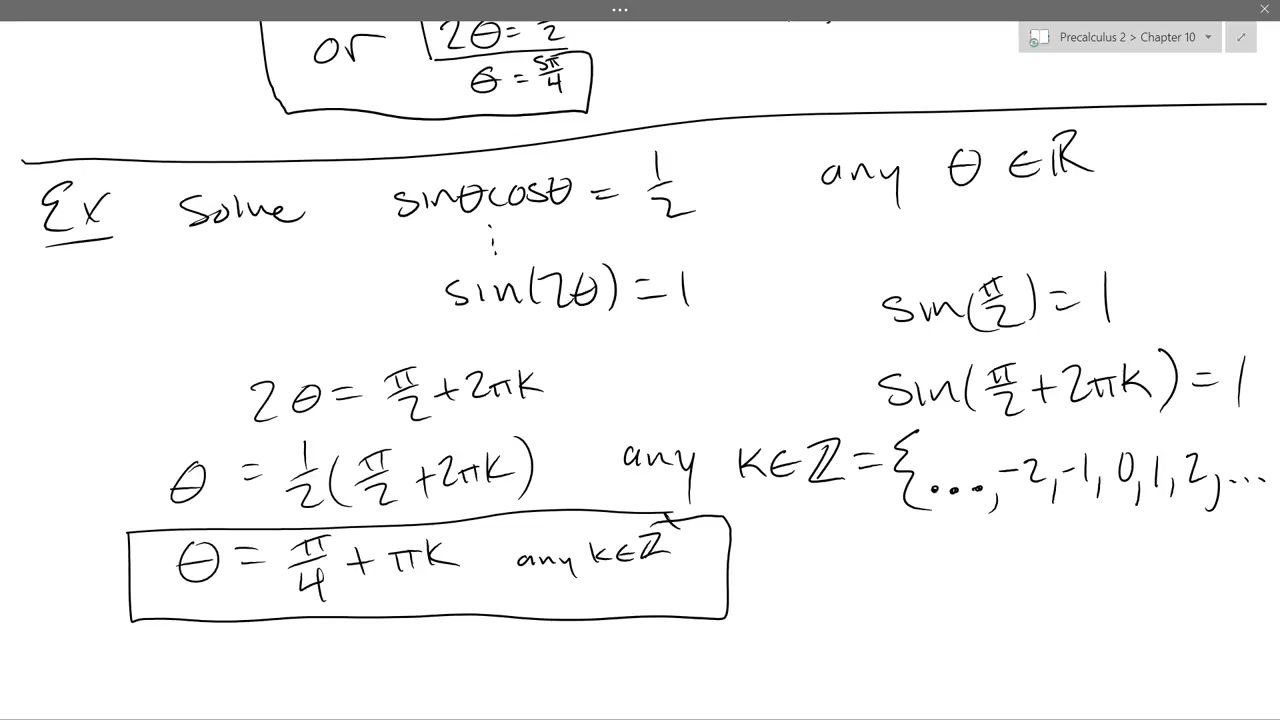 ...
Precalculus 2 > Chapter 10
or
2θ = /2
θ = 5π/4
Ex Solve sinθcosθ = 1/2 any θ ∈ ℝ
⋮
sin(2θ) = 1 sin(π/2) = 1
2θ = π/2 + 2πk sin(π/2 + 2πk) = 1
θ = 1/2(π/2 + 2πk) any k ∈ ℤ = {..., -2, -1, 0, 1, 2, ...
θ = π/4 + πk any k ∈ ℤ